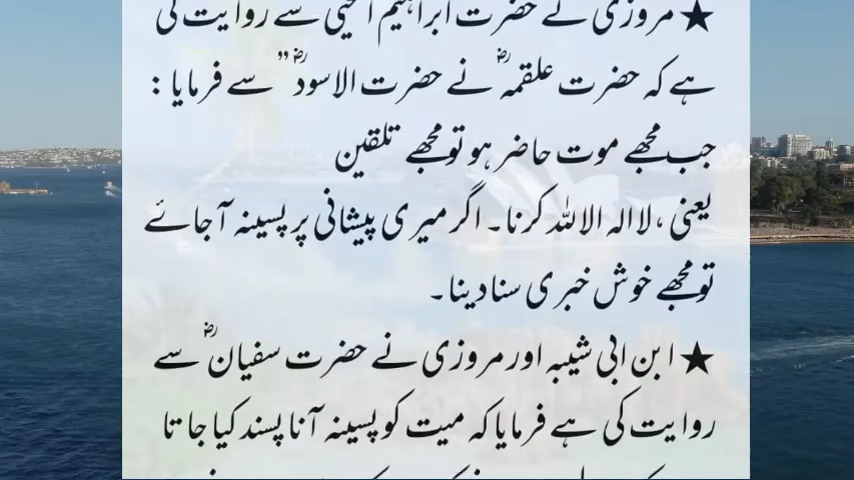 ★ مروزی نے حضرت ابراہیم سے روایت کی
ہے کہ حضرت علقمہؓ نے حضرت الاسودؓ ” سے فرمایا :
جب مجھے موت حاضر ہو تو مجھے تلقین
یعنی ، لا الہ الا اللہ کرنا۔ اگر میری پیشانی پر پسینہ آجائے
تو مجھے خوش خبری سنا دینا۔
★ ابن ابی شیبہ اور مروزی نے حضرت سفیانؓ سے
روایت کی ہے فرمایا کہ میت کو پسینہ آنا پسند کیا جاتا